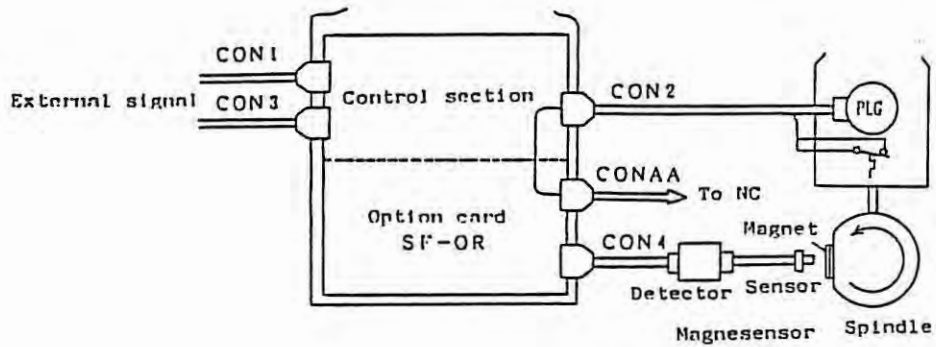 CON1
External signal
CON3
Control section
CON2
PLG
CONAA
To NC
Option card
SF-OR
CON4
Magnet
Detector
Sensor
Magnesensor
Spindle